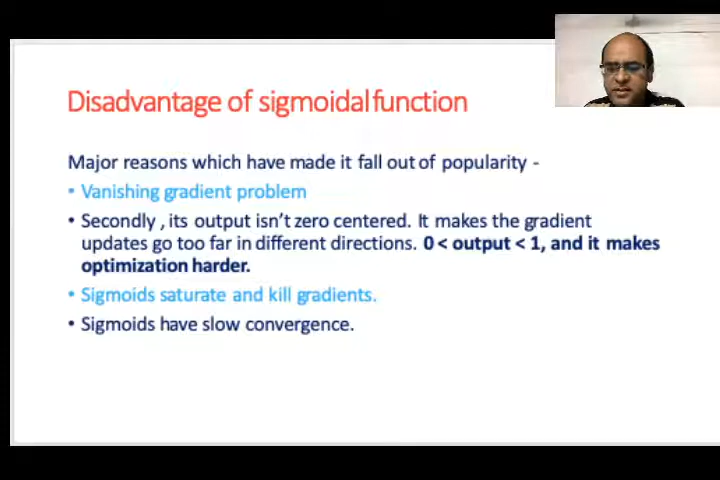 Disadvantage of sigmoidal function
Major reasons which have made it fall out of popularity -
• Vanishing gradient problem
• Secondly , its output isn't zero centered. It makes the gradient
updates go too far in different directions. 0 < output < 1, and it makes
optimization harder.
• Sigmoids saturate and kill gradients.
• Sigmoids have slow convergence.